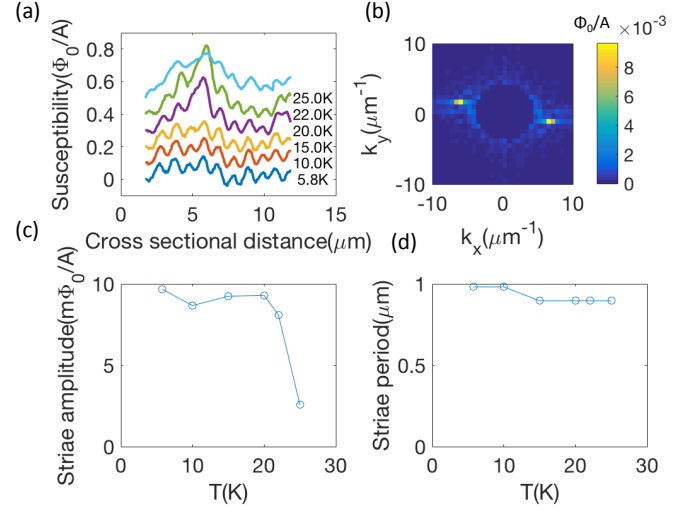 (a)
Susceptibility(Φ₀/A)
0.8
0.6
0.4
0.2
0
25.0K
22.0K
20.0K
15.0K
10.0K
5.8K
0
5
10
15
Cross sectional distance(μm)
(b)
k_y(μm⁻¹)
10
0
-10
-10
0
10
k_x(μm⁻¹)
Φ₀/A
×10⁻³
8
6
4
2
0
(c)
Striae amplitude(mΦ₀/A)
10
5
0
0
10
20
30
T(K)
(d)
Striae period(μm)
1
0.5
0
0
10
20
30
T(K)